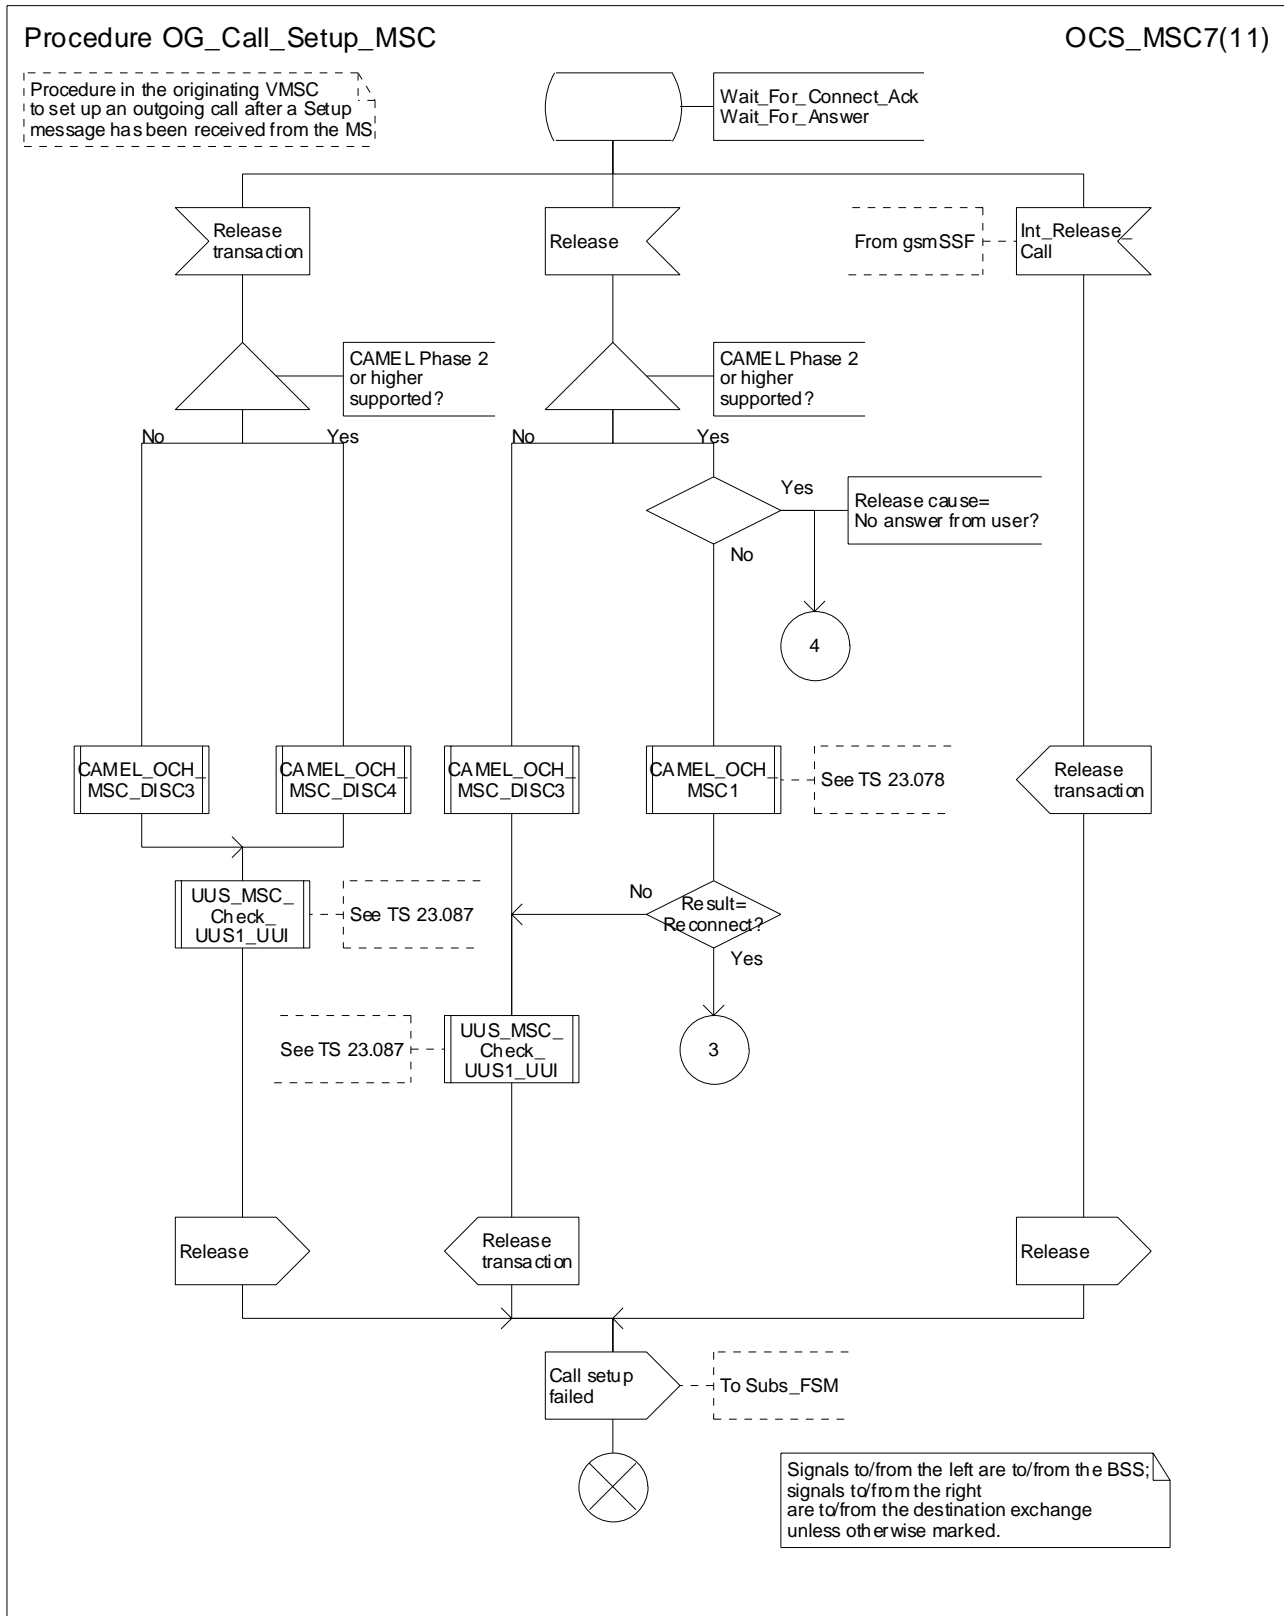 Procedure OG_Call_Setup_MSC
OCS_MSC7(11)
Procedure in the originating VMSC
to set up an outgoing call after a Setup
message has been received from the MS
Wait_For_Connect_Ack
Wait_For_Answer
Release
transaction
Release
From gsmSSF
Int_Release_
Call
CAMEL Phase 2
or higher
supported?
CAMEL Phase 2
or higher
supported?
No
Yes
No
Yes
Yes
Release cause=
No answer from user?
No
4
CAMEL_OCH_
MSC_DISC3
CAMEL_OCH_
MSC_DISC4
CAMEL_OCH_
MSC_DISC3
CAMEL_OCH_
MSC1
See TS 23.078
Release
transaction
UUS_MSC_
Check_
UUS1_UUI
See TS 23.087
No
Result=
Reconnect?
Yes
See TS 23.087
UUS_MSC_
Check_
UUS1_UUI
3
Release
Release
transaction
Release
Call setup
failed
To Subs_FSM
Signals to/from the left are to/from the BSS;
signals to/from the right
are to/from the destination exchange
unless otherwise marked.